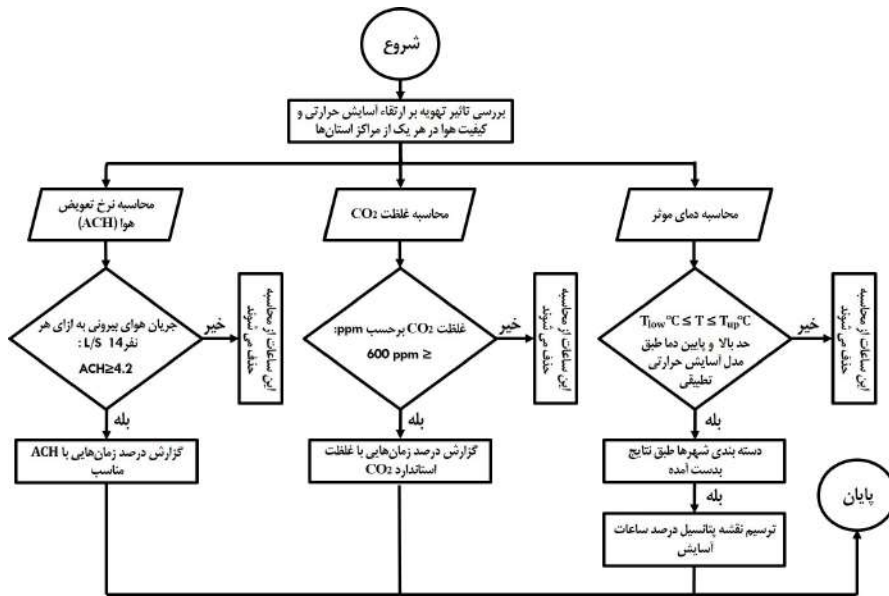 شروع
بررسی تاثیر تهویه بر ارتقاء آسایش حرارتی و
کیفیت هوا در هر یک از مراکز استان‌ها
محاسبه دمای موثر
محاسبه غلظت CO2
محاسبه نرخ تعویض
هوا (ACH)
T_low°C ≤ T ≤ T_up°C
حد بالا و پایین دما طبق
مدل آسایش حرارتی
تطبیقی
خیر
این ساعات از محاسبه
حذف می شوند
بله
دسته بندی شهرها طبق نتایج
بدست آمده
بله
ترسیم نقشه پتانسیل درصد ساعات
آسایش
غلظت CO2 برحسب ppm:
600 ppm ≥
خیر
این ساعات از محاسبه
حذف می شوند
بله
گزارش درصد زمان‌هایی با غلظت
استاندارد CO2
جریان هوای بیرونی به ازای هر
نفر 14 L/S :
ACH≥4.2
خیر
این ساعات از محاسبه
حذف می شوند
بله
گزارش درصد زمان‌هایی با ACH
مناسب
پایان